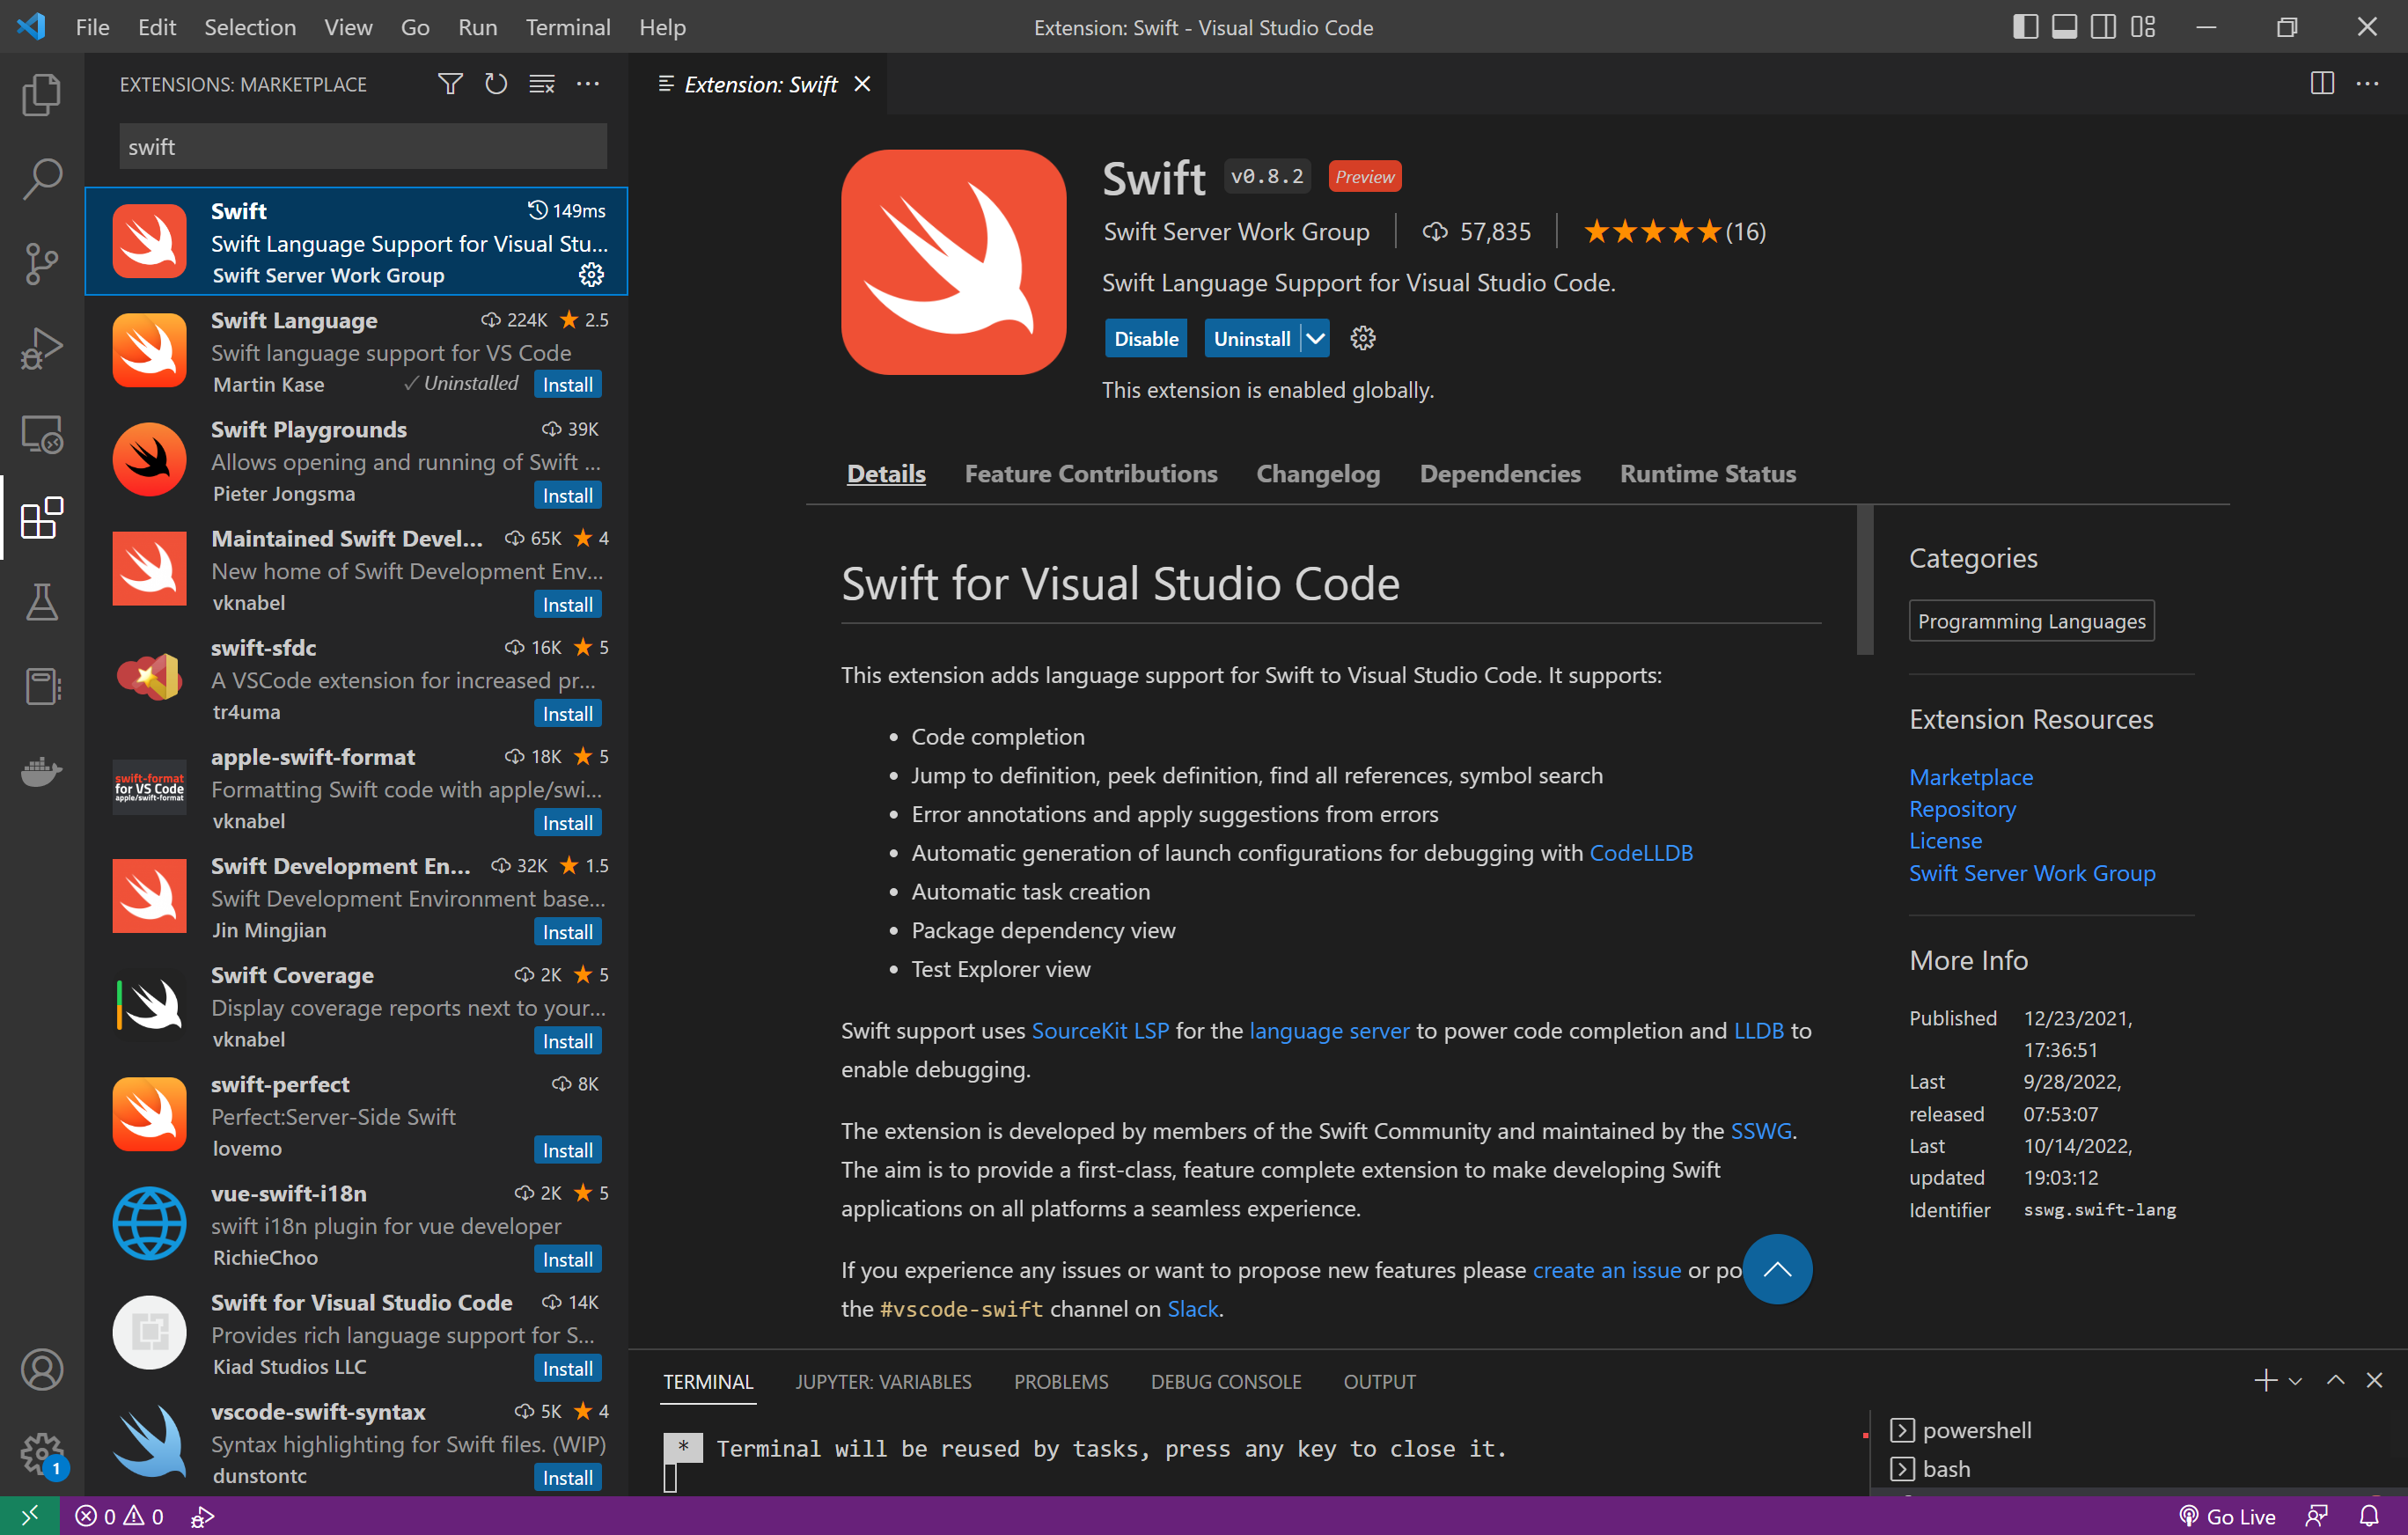 File Edit Selection View Go Run Terminal Help
Extension: Swift - Visual Studio Code
EXTENSIONS: MARKETPLACE
swift
Swift 149ms
Swift Language Support for Visual Stu...
Swift Server Work Group
Swift Language 224K 2.5
Swift language support for VS Code
Martin Kase ✓ Uninstalled Install
Swift Playgrounds 39K
Allows opening and running of Swift ...
Pieter Jongsma Install
Maintained Swift Devel... 65K 4
New home of Swift Development Env...
vknabel Install
swift-sfdc 16K 5
A VSCode extension for increased pr...
tr4uma Install
swift-format
for VS Code
apple/swift-format
apple-swift-format 18K 5
Formatting Swift code with apple/swi...
vknabel Install
Swift Development En... 32K 1.5
Swift Development Environment base...
Jin Mingjian Install
Swift Coverage 2K 5
Display coverage reports next to your...
vknabel Install
swift-perfect 8K
Perfect:Server-Side Swift
lovemo Install
vue-swift-i18n 2K 5
swift i18n plugin for vue developer
RichieChoo Install
Swift for Visual Studio Code 14K
Provides rich language support for S...
Kiad Studios LLC Install
vscode-swift-syntax 5K 4
Syntax highlighting for Swift files. (WIP)
dunstontc Install
1
Extension: Swift
Swift v0.8.2 Preview
Swift Server Work Group 57,835 ★★★★★(16)
Swift Language Support for Visual Studio Code.
Disable Uninstall
This extension is enabled globally.
Details Feature Contributions Changelog Dependencies Runtime Status
Swift for Visual Studio Code
This extension adds language support for Swift to Visual Studio Code. It supports:
• Code completion
• Jump to definition, peek definition, find all references, symbol search
• Error annotations and apply suggestions from errors
• Automatic generation of launch configurations for debugging with CodeLLDB
• Automatic task creation
• Package dependency view
• Test Explorer view
Swift support uses SourceKit LSP for the language server to power code completion and LLDB to
enable debugging.
The extension is developed by members of the Swift Community and maintained by the SSWG.
The aim is to provide a first-class, feature complete extension to make developing Swift
applications on all platforms a seamless experience.
If you experience any issues or want to propose new features please create an issue or po
the #vscode-swift channel on Slack.
Categories
Programming Languages
Extension Resources
Marketplace
Repository
License
Swift Server Work Group
More Info
Published 12/23/2021,
17:36:51
Last 9/28/2022,
released 07:53:07
Last 10/14/2022,
updated 19:03:12
Identifier sswg.swift-lang
TERMINAL JUPYTER: VARIABLES PROBLEMS DEBUG CONSOLE OUTPUT
* Terminal will be reused by tasks, press any key to close it.
powershell
bash
0 0
Go Live